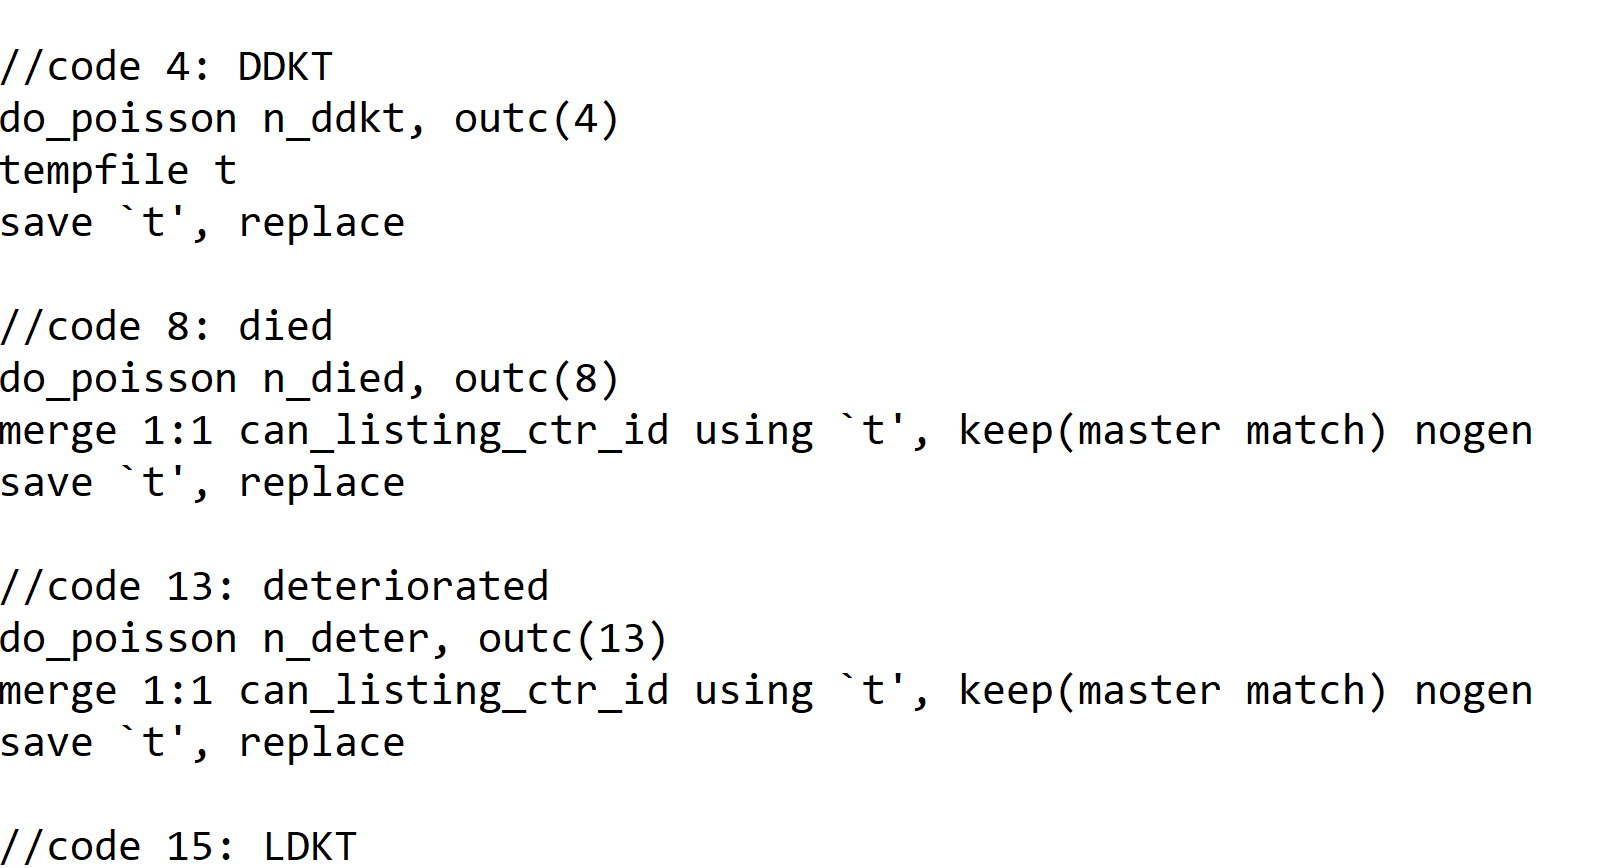 //code 4: DDKT
do_poisson n_ddkt, outc(4)
tempfile t
save `t', replace
//code 8: died
do_poisson n_died, outc(8)
merge 1:1 can_listing_ctr_id using `t', keep(master match) nogen
save `t', replace
//code 13: deteriorated
do_poisson n_deter, outc(13)
merge 1:1 can_listing_ctr_id using `t', keep(master match) nogen
save `t', replace
//code 15: LDKT